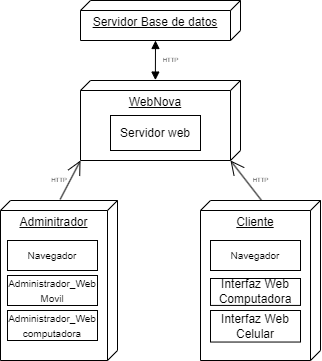 Servidor Base de datos
HTTP
WebNova
Servidor web
HTTP
HTTP
Adminitrador
Navegador
Administrador_Web
Movil
Administrador_Web
computadora
Cliente
Navegador
Interfaz Web
Computadora
Interfaz Web
Celular